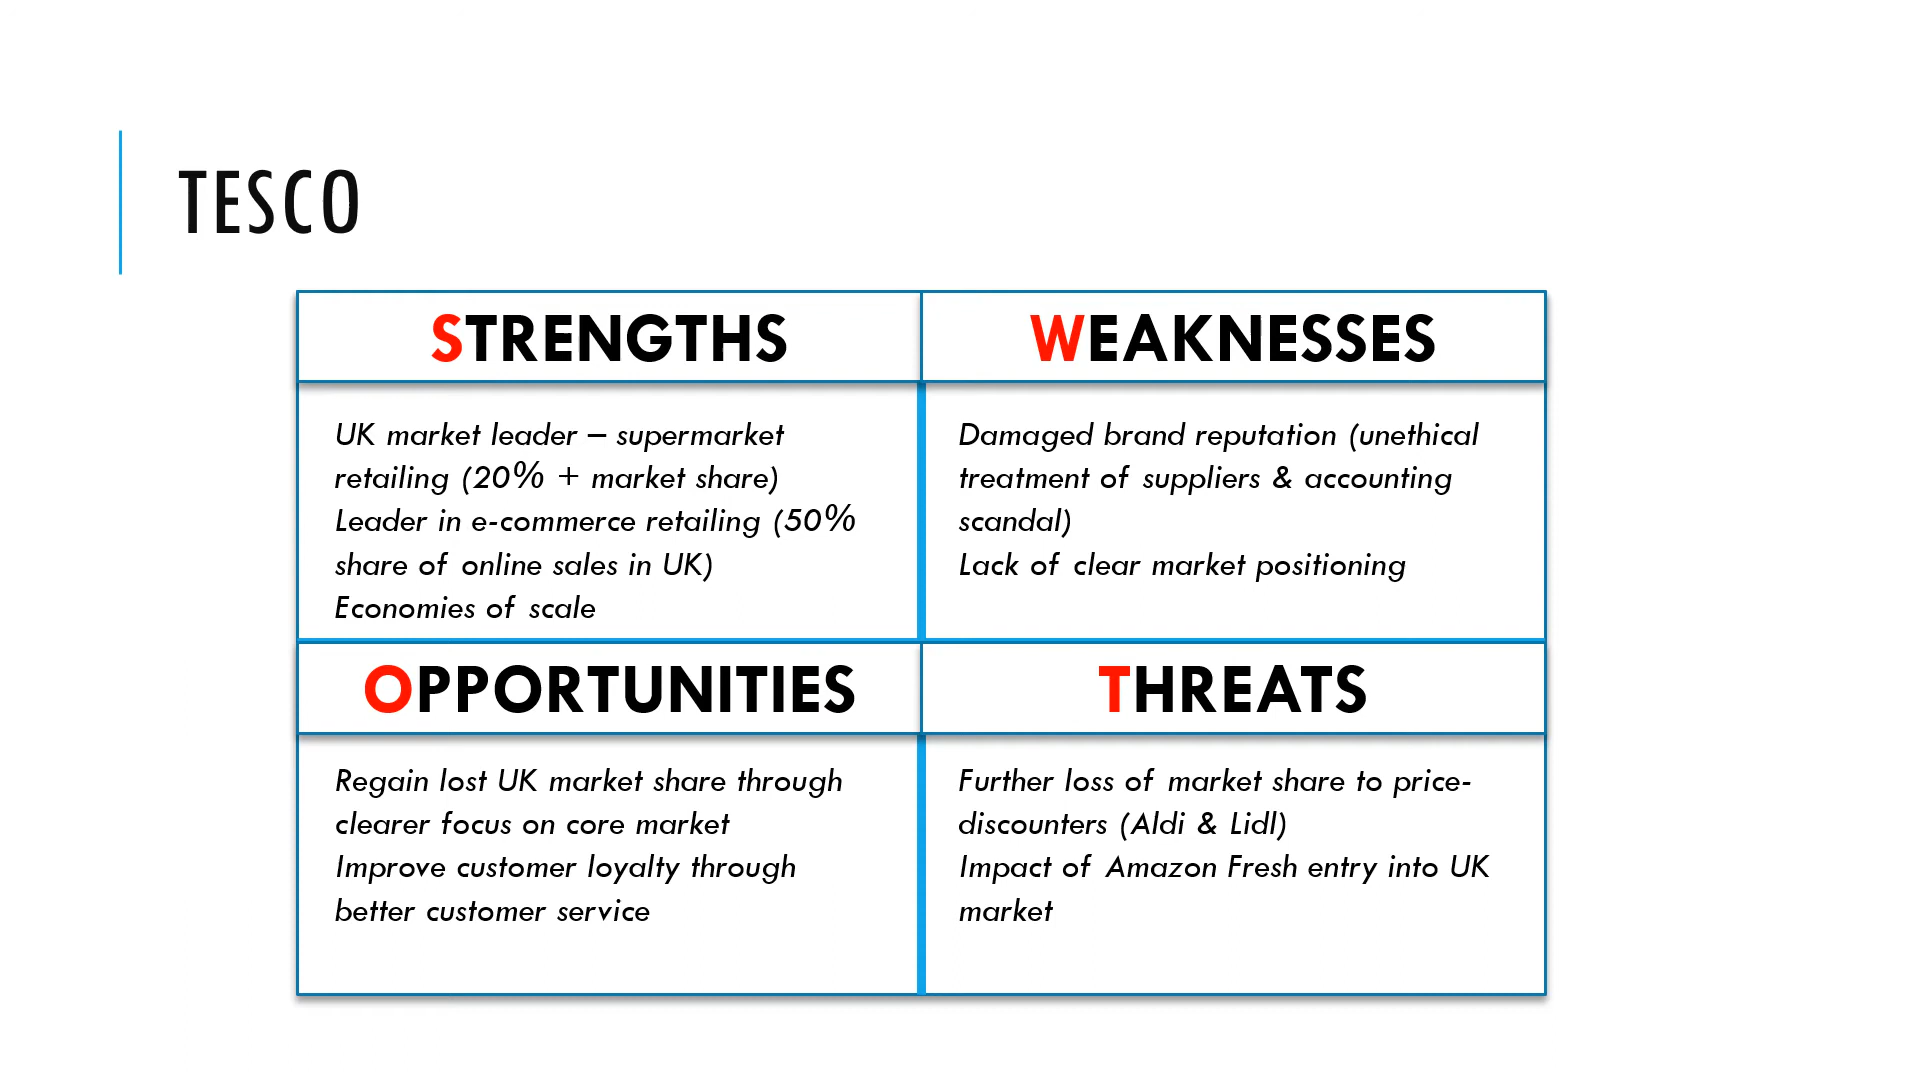 TESCO
STRENGTHS
WEAKNESSES
UK market leader – supermarket
retailing (20% + market share)
Leader in e-commerce retailing (50%
share of online sales in UK)
Economies of scale
Damaged brand reputation (unethical
treatment of suppliers & accounting
scandal)
Lack of clear market positioning
OPPORTUNITIES
THREATS
Regain lost UK market share through
clearer focus on core market
Improve customer loyalty through
better customer service
Further loss of market share to price-
discounters (Aldi & Lidl)
Impact of Amazon Fresh entry into UK
market